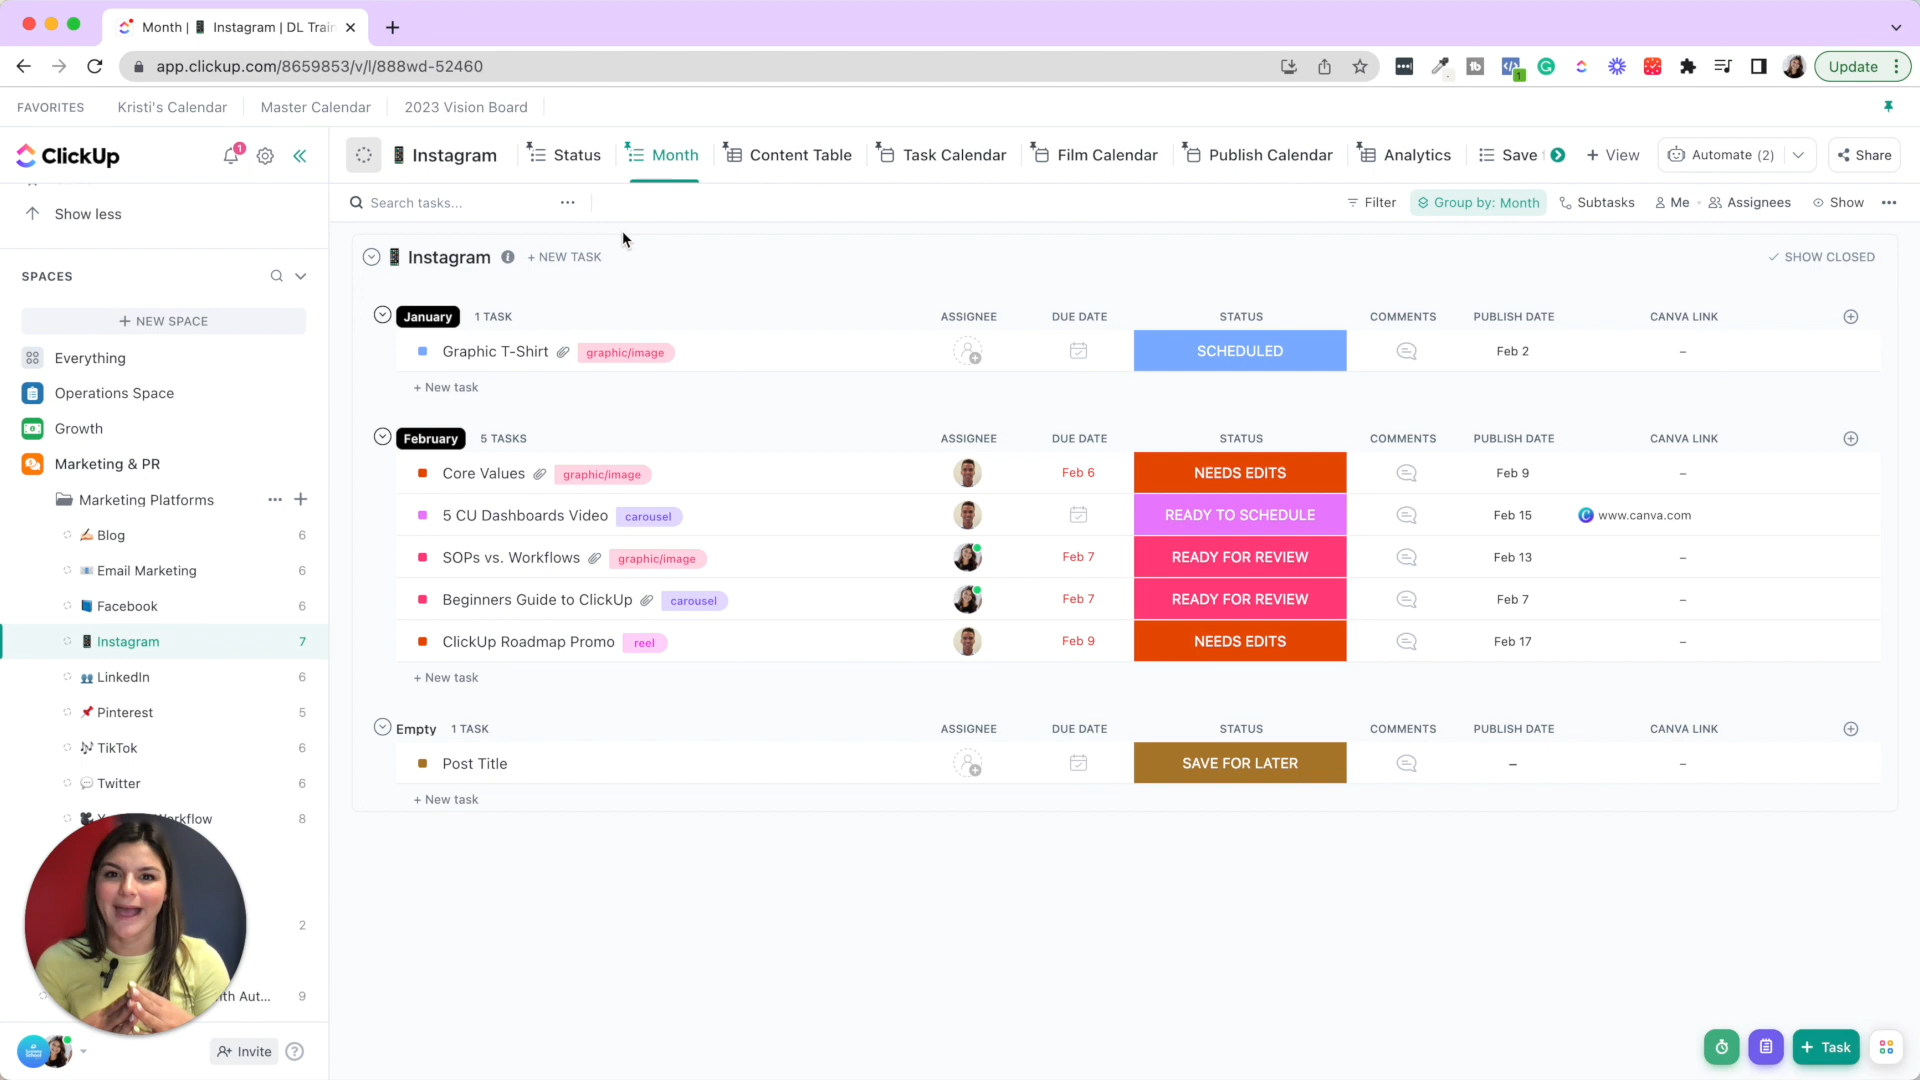 Month | Instagram | DL Train
app.clickup.com/8659853/v/l/888wd-52460
1
Update
FAVORITES
Kristi's Calendar
Master Calendar
2023 Vision Board
ClickUp
1
Instagram
Status
Month
Content Table
Task Calendar
Film Calendar
Publish Calendar
Analytics
Save
+ View
Automate (2)
Share
Show less
Search tasks...
Filter
Group by: Month
Subtasks
Me
Assignees
Show
SPACES
+ NEW SPACE
Everything
Operations Space
Growth
Marketing & PR
Marketing Platforms
Blog 6
Email Marketing 6
Facebook 6
Instagram 7
LinkedIn 6
Pinterest 5
TikTok 6
Twitter 6
Workflow 8
2
Aut... 9
Invite
Instagram
+ NEW TASK
SHOW CLOSED
January 1 TASK ASSIGNEE DUE DATE STATUS COMMENTS PUBLISH DATE CANVA LINK
Graphic T-Shirt graphic/image SCHEDULED Feb 2 –
+ New task
February 5 TASKS ASSIGNEE DUE DATE STATUS COMMENTS PUBLISH DATE CANVA LINK
Core Values graphic/image Feb 6 NEEDS EDITS Feb 9 –
5 CU Dashboards Video carousel READY TO SCHEDULE Feb 15 www.canva.com
SOPs vs. Workflows graphic/image Feb 7 READY FOR REVIEW Feb 13 –
Beginners Guide to ClickUp carousel Feb 7 READY FOR REVIEW Feb 7 –
ClickUp Roadmap Promo reel Feb 9 NEEDS EDITS Feb 17 –
+ New task
Empty 1 TASK ASSIGNEE DUE DATE STATUS COMMENTS PUBLISH DATE CANVA LINK
Post Title SAVE FOR LATER – –
+ New task
+ Task